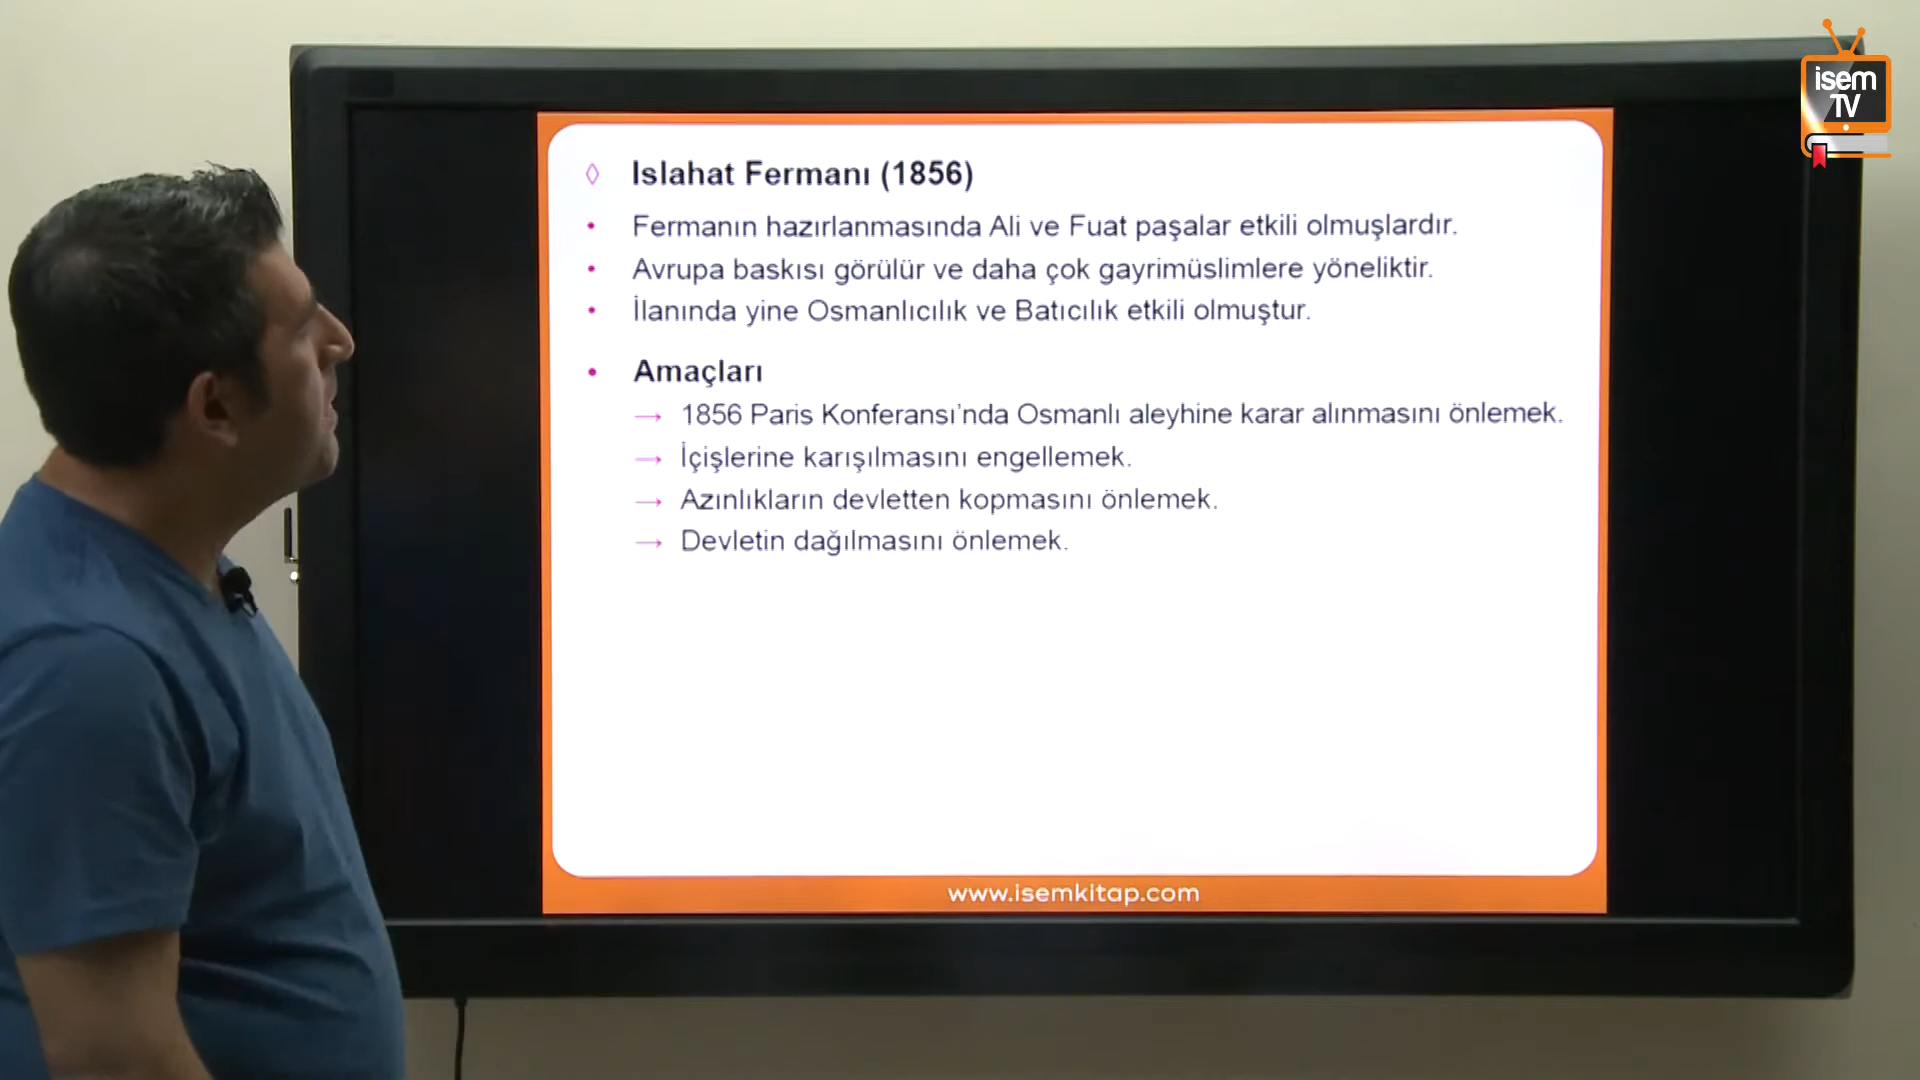 isem
TV
◊ Islahat Fermanı (1856)
• Fermanın hazırlanmasında Ali ve Fuat paşalar etkili olmuşlardır.
• Avrupa baskısı görülür ve daha çok gayrimüslimlere yöneliktir.
• İlanında yine Osmanlıcılık ve Batıcılık etkili olmuştur.
• Amaçları
→ 1856 Paris Konferansı’nda Osmanlı aleyhine karar alınmasını önlemek.
→ İçişlerine karışılmasını engellemek.
→ Azınlıkların devletten kopmasını önlemek.
→ Devletin dağılmasını önlemek.
www.isemkitap.com